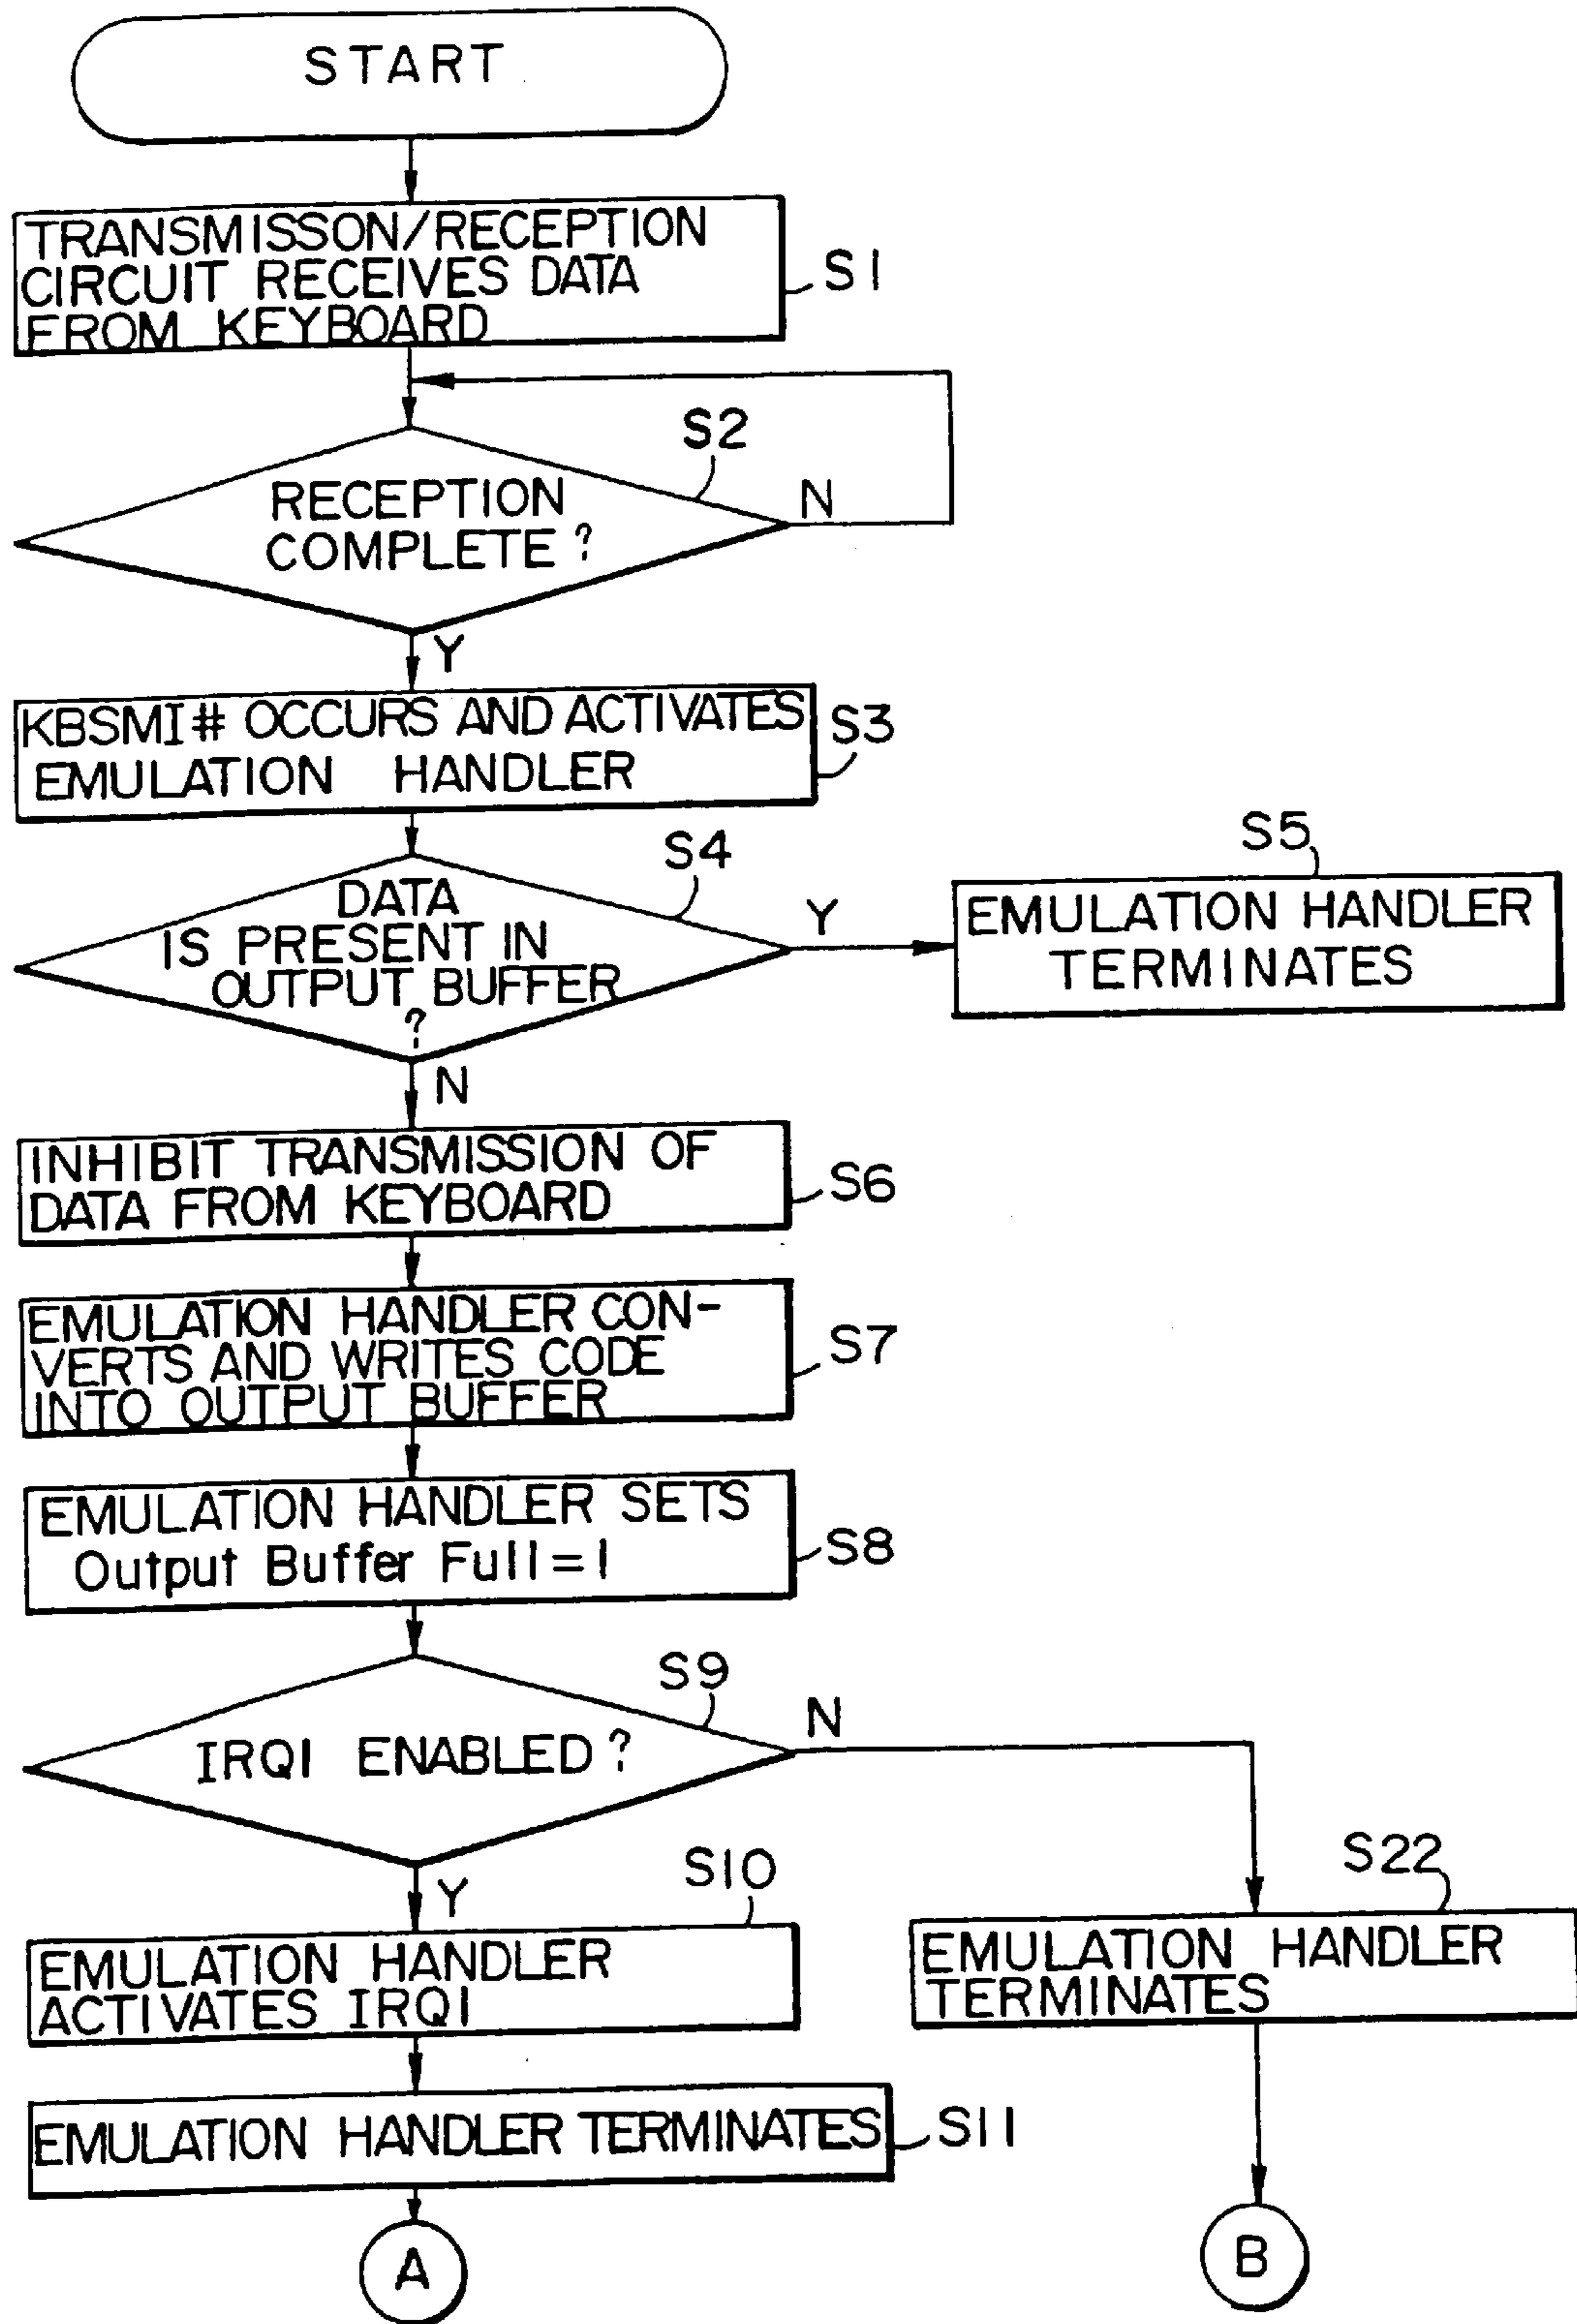 START
TRANSMISSON/RECEPTION
CIRCUIT RECEIVES DATA
FROM KEYBOARD
S1
S2
RECEPTION
COMPLETE ?
N
Y
KBSMI# OCCURS AND ACTIVATES
EMULATION HANDLER
S3
S4
DATA
IS PRESENT IN
OUTPUT BUFFER
?
Y
S5
EMULATION HANDLER
TERMINATES
N
INHIBIT TRANSMISSION OF
DATA FROM KEYBOARD
S6
EMULATION HANDLER CON-
VERTS AND WRITES CODE
INTO OUTPUT BUFFER
S7
EMULATION HANDLER SETS
Output Buffer Full = 1
S8
S9
IRQ1 ENABLED ?
N
Y
S10
EMULATION HANDLER
ACTIVATES IRQ1
S22
EMULATION HANDLER
TERMINATES
EMULATION HANDLER TERMINATES
S11
A
B